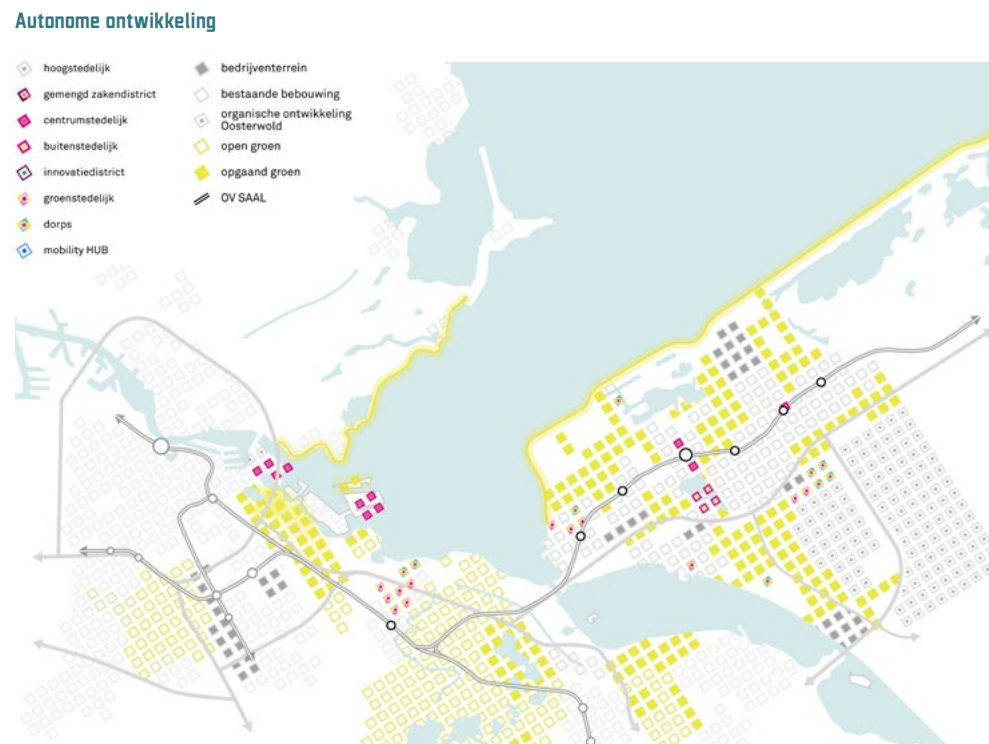 Autonome ontwikkeling
hoogstedelijk
gemengd zakendistrict
centrumstedelijk
buitenstedelijk
innovatiedistrict
groenstedelijk
dorps
mobility HUB
bedrijventerrein
bestaande bebouwing
organische ontwikkeling
Oosterwold
open groen
opgaand groen
OV SAAL